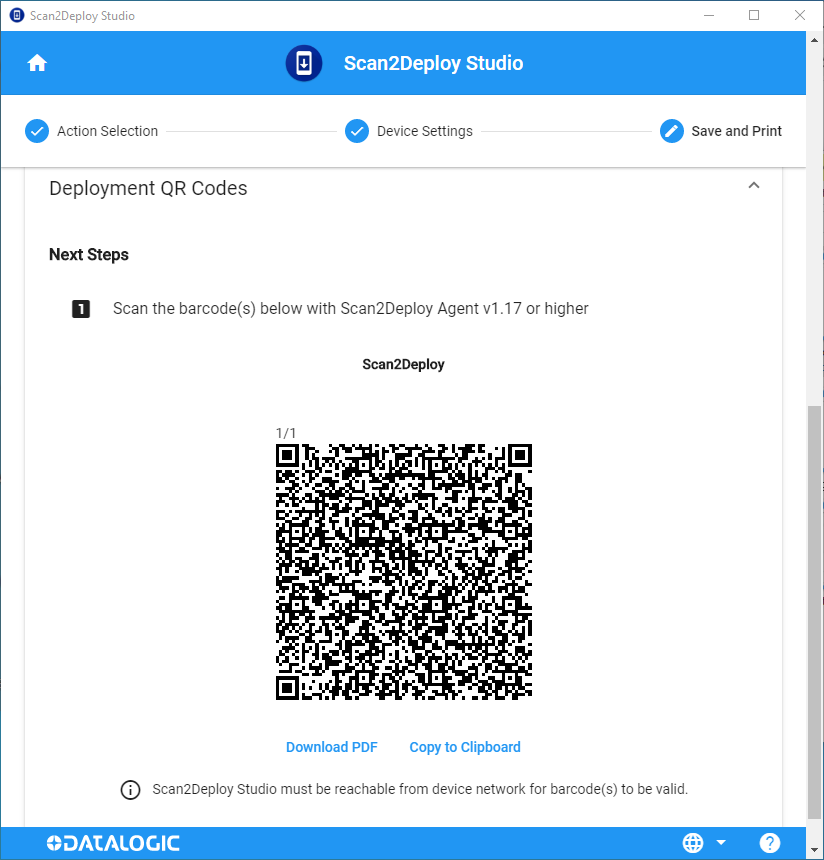 Scan2Deploy Studio
Scan2Deploy Studio
Action Selection
Device Settings
Save and Print
Deployment QR Codes
Next Steps
1 Scan the barcode(s) below with Scan2Deploy Agent v1.17 or higher
Scan2Deploy
1/1
Download PDF
Copy to Clipboard
Scan2Deploy Studio must be reachable from device network for barcode(s) to be valid.
DATALOGIC